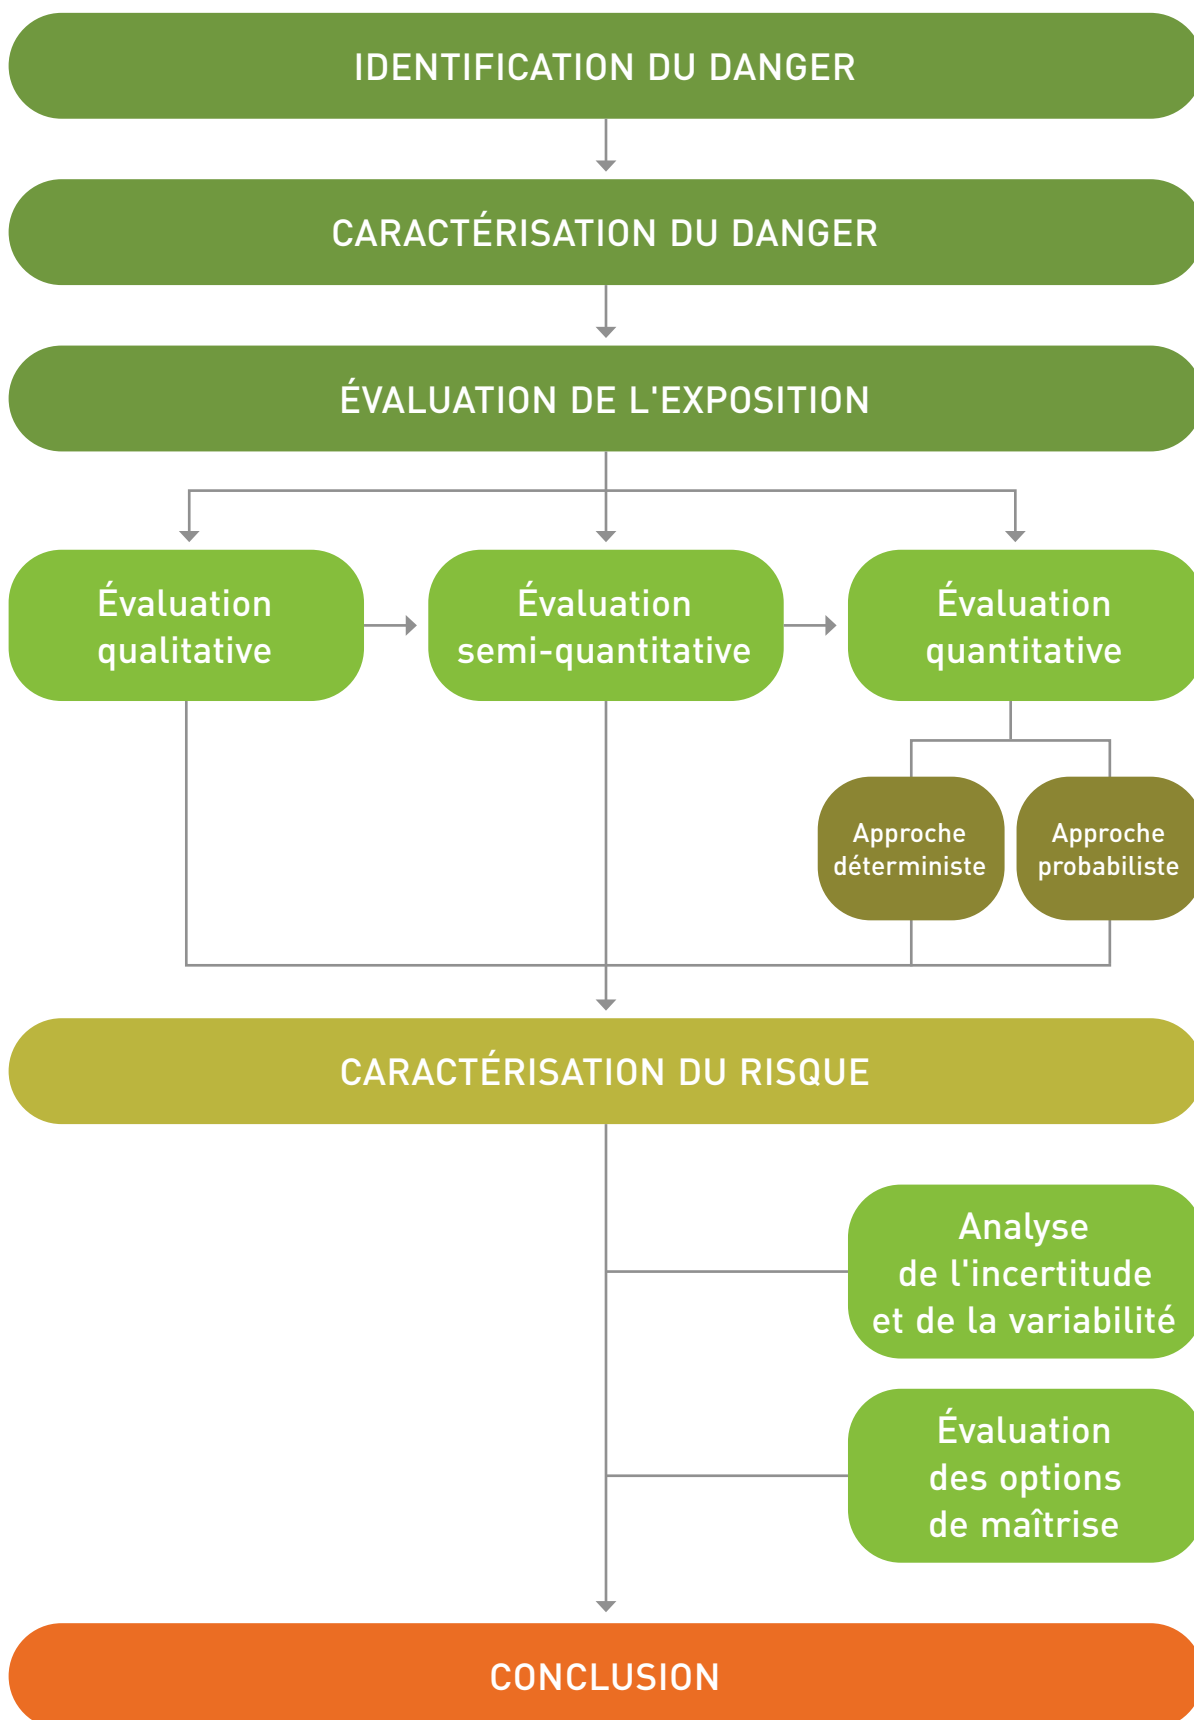 IDENTIFICATION DU DANGER
CARACTÉRISATION DU DANGER
ÉVALUATION DE L'EXPOSITION
Évaluation
qualitative
Évaluation
semi-quantitative
Évaluation
quantitative
Approche
déterministe
Approche
probabiliste
CARACTÉRISATION DU RISQUE
Analyse
de l'incertitude
et de la variabilité
Évaluation
des options
de maîtrise
CONCLUSION